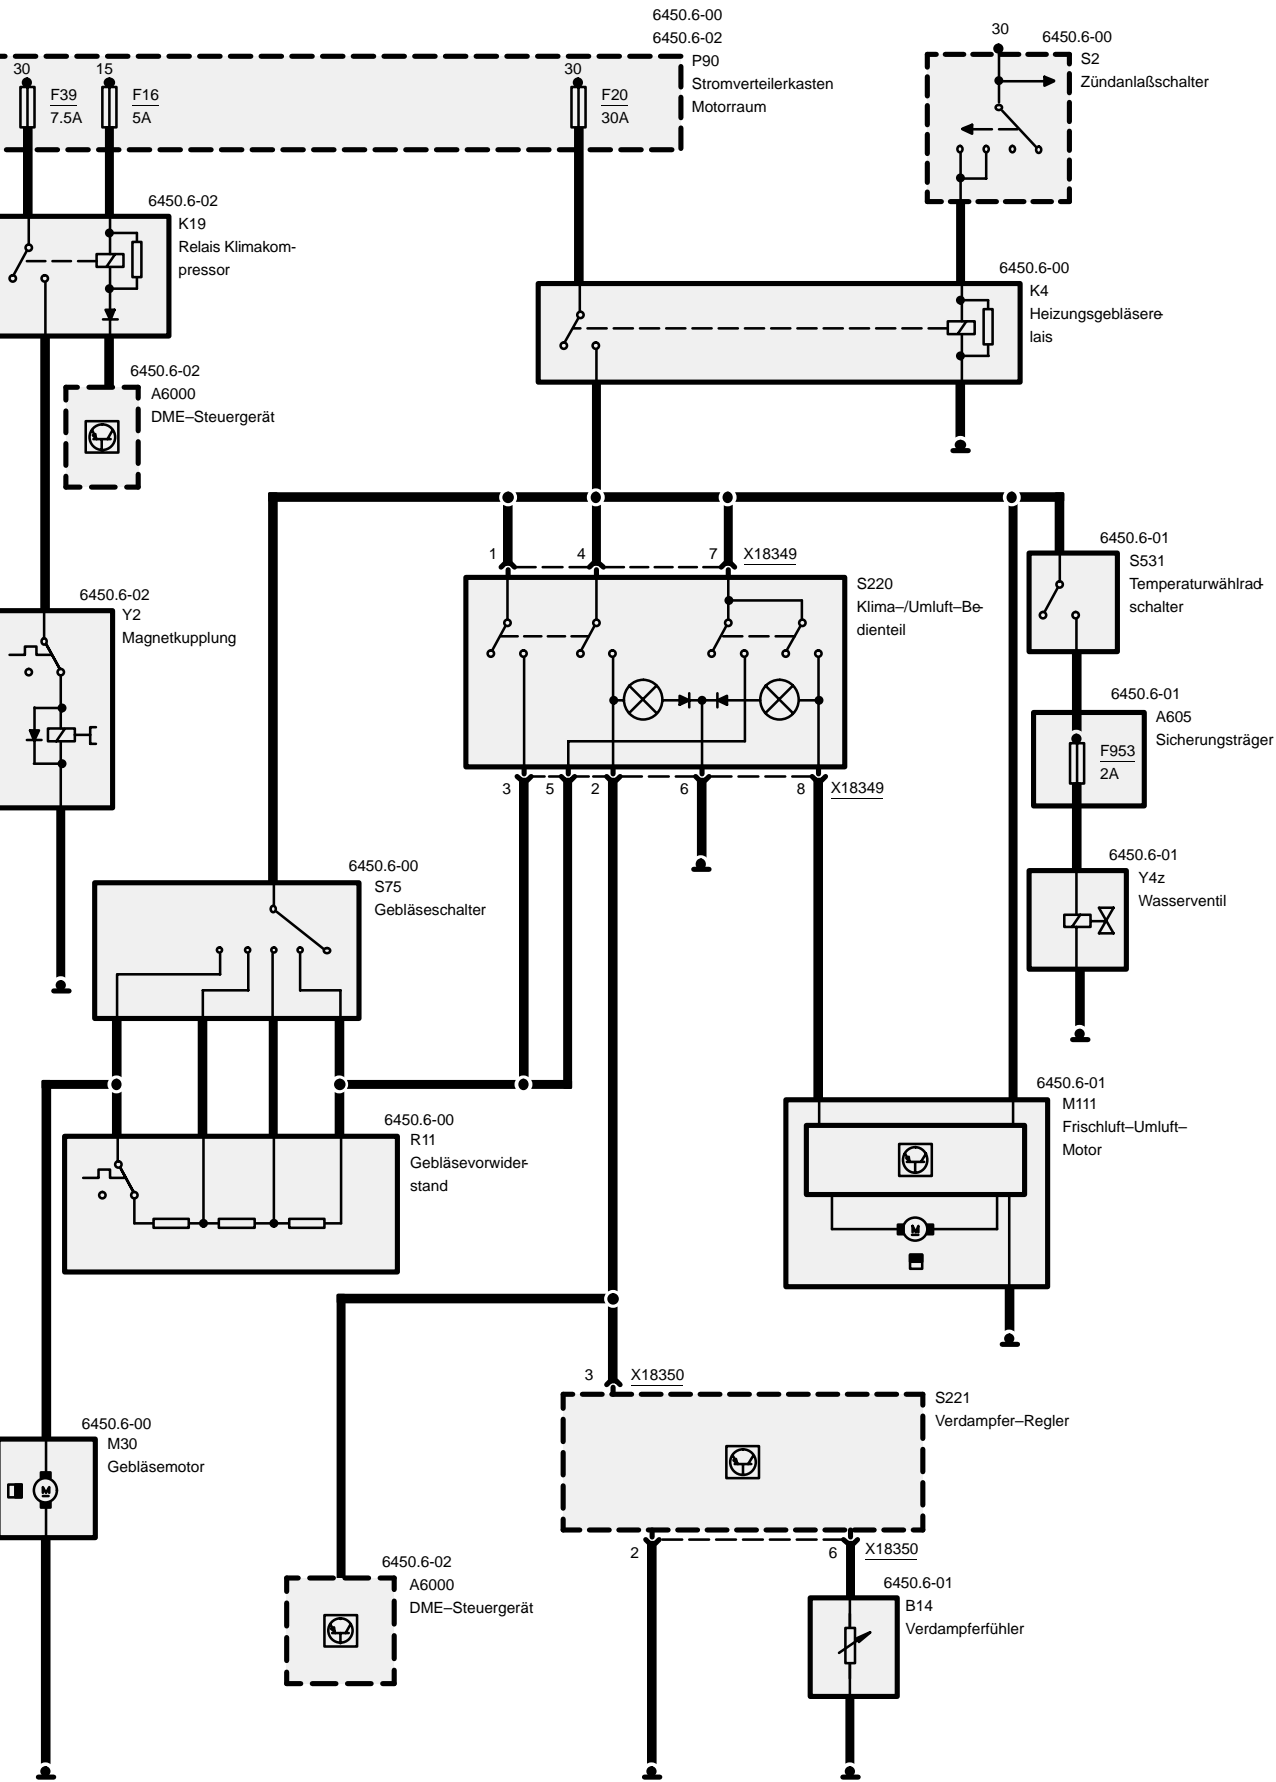 6450.6-00
6450.6-02
P90
Stromverteilerkasten
Motorraum
30
15
30
F39
7.5A
F16
5A
F20
30A
30
6450.6-00
S2
Zündanlaßschalter
6450.6-02
K19
Relais Klimakom-
pressor
6450.6-00
K4
Heizungsgebläsere-
lais
6450.6-02
A6000
DME–Steuergerät
1
4
7
X18349
S220
Klima–/Umluft–Be-
dienteil
6450.6-01
S531
Temperaturwählrad-
schalter
6450.6-02
Y2
Magnetkupplung
6450.6-01
A605
Sicherungsträger
F953
2A
3
5
2
6
8
X18349
6450.6-01
Y4z
Wasserventil
6450.6-00
S75
Gebläseschalter
6450.6-00
R11
Gebläsevorwider-
stand
6450.6-01
M111
Frischluft–Umluft–
Motor
M
3
X18350
S221
Verdampfer–Regler
6450.6-00
M30
Gebläsemotor
M
2
6
X18350
6450.6-02
A6000
DME–Steuergerät
6450.6-01
B14
Verdampferfühler